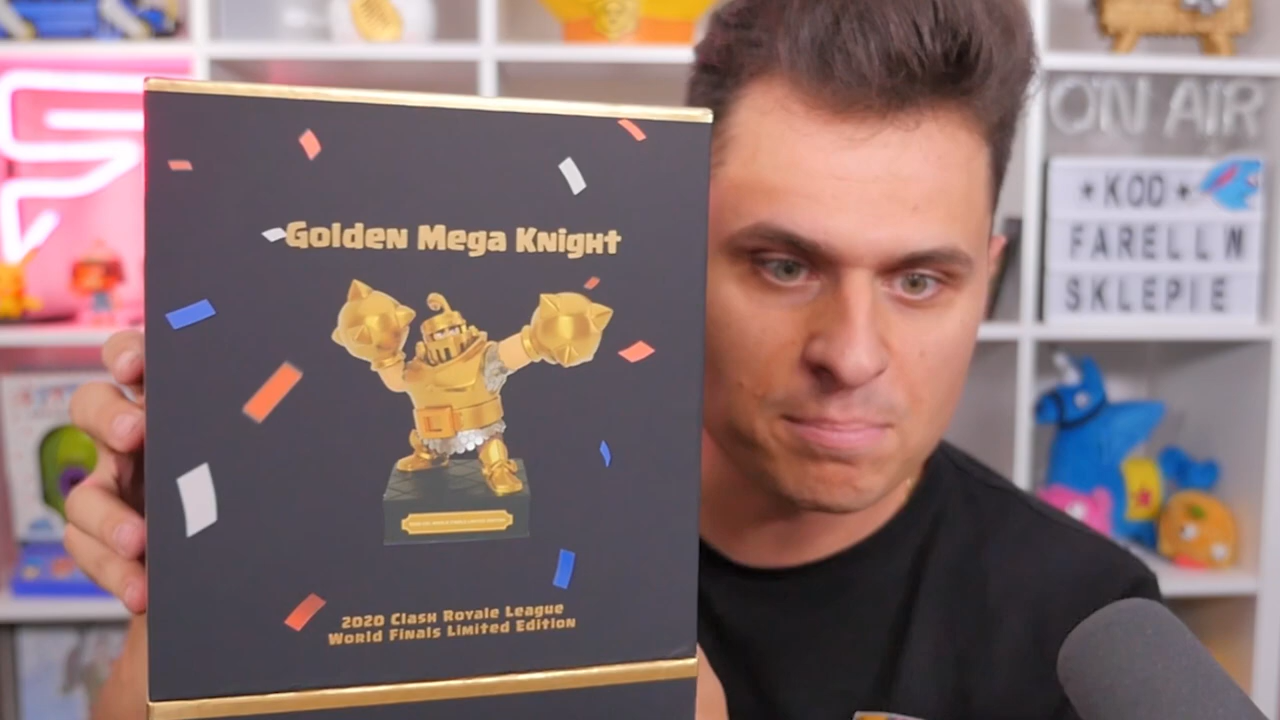 Golden Mega Knight
2020 Clash Royale League
World Finals Limited Edition
ON AIR
KOD
FARELL W
SKLEPIE